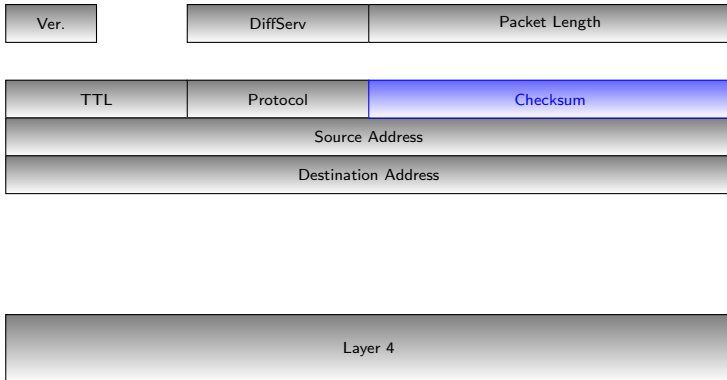 Ver. DiffServ Packet Length
TTL Protocol Checksum
Source Address
Destination Address
Layer 4